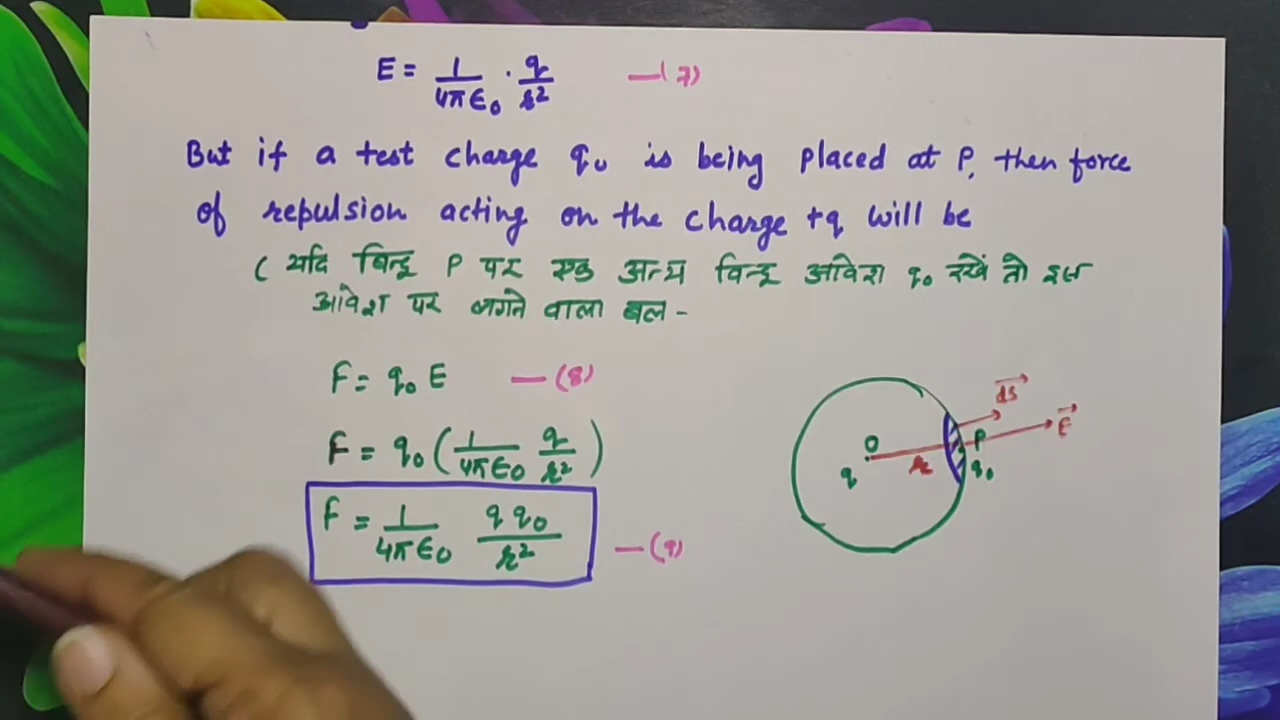 E = 1/4πϵ₀ · q/r² —(7)
But if a test charge q₀ is being placed at P, then force
of repulsion acting on the charge +q will be
( यदि बिन्दू P पर एक अन्य बिन्दू आवेश q₀ रखें तो इस
आवेश पर लगने वाला बल -
F = q₀ E —(8)
F = q₀ (1/4πϵ₀ q/r²)
F = 1/4πϵ₀ q q₀/r² —(9)
d⃗s
E⃗
O
P
r
q
q₀